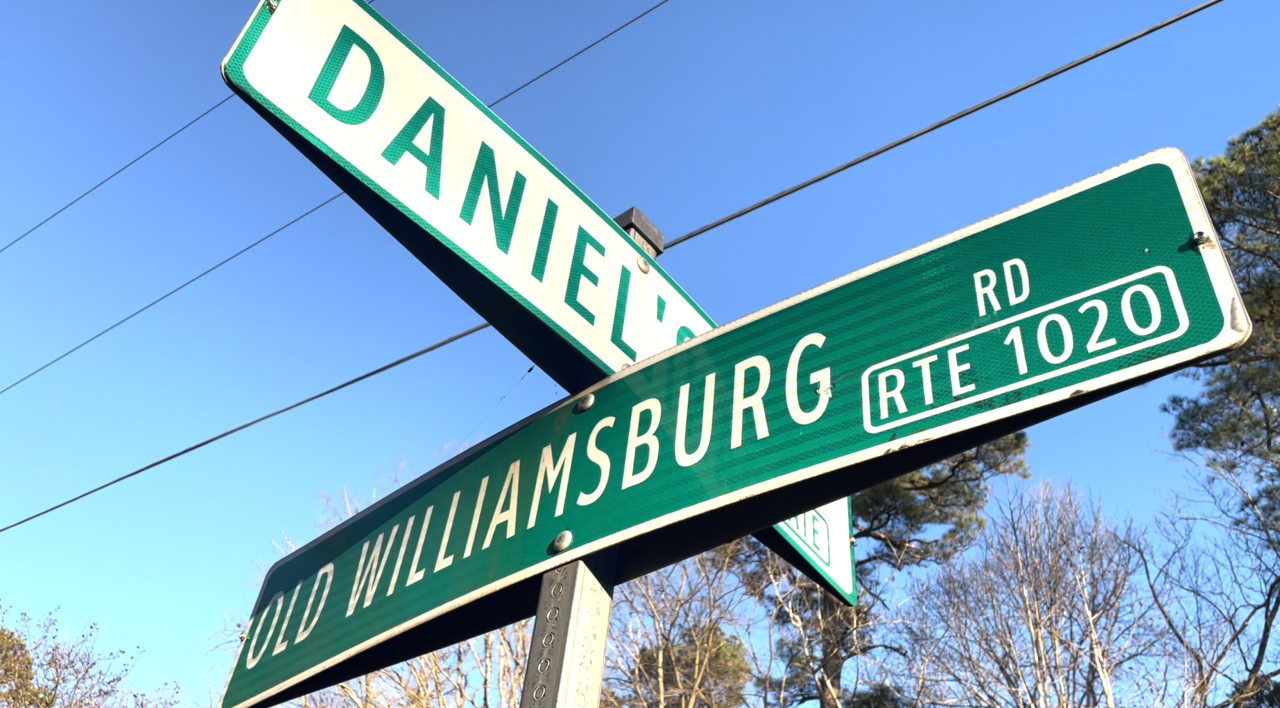 DANIEL'S
OLD WILLIAMSBURG RD
RTE 1020